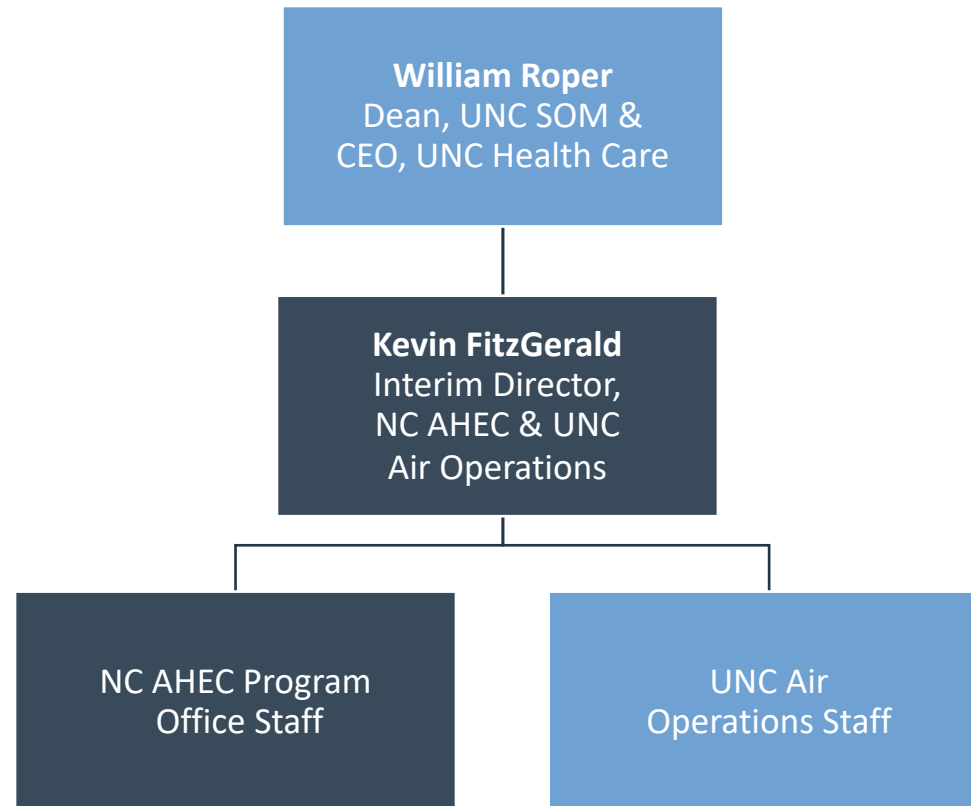 William Roper
Dean, UNC SOM &
CEO, UNC Health Care
Kevin FitzGerald
Interim Director,
NC AHEC & UNC
Air Operations
NC AHEC Program
Office Staff
UNC Air
Operations Staff